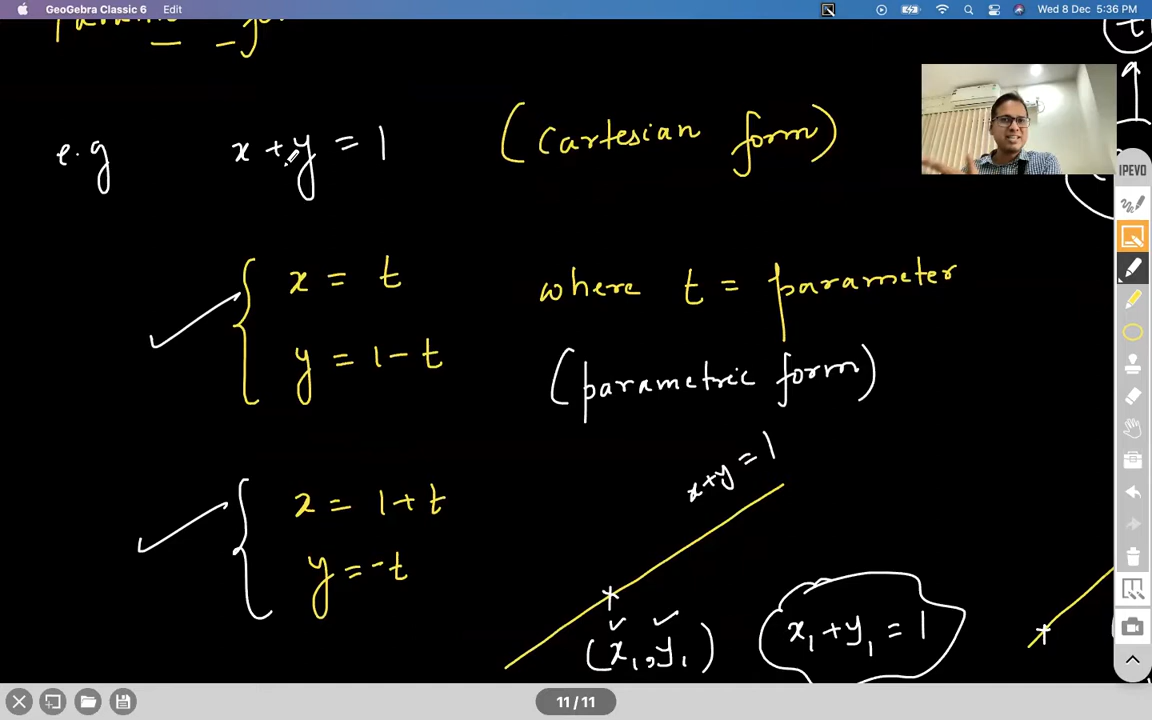 GeoGebra Classic 6 Edit Wed 8 Dec 5:36 PM
e.g x + y = 1 (Cartesian form)
x = t where t = parameter
y = 1 - t (parametric form)
x+y = 1
x = 1 + t
y = -t
(x₁, y₁) x₁ + y₁ = 1
IPEVO
11 / 11